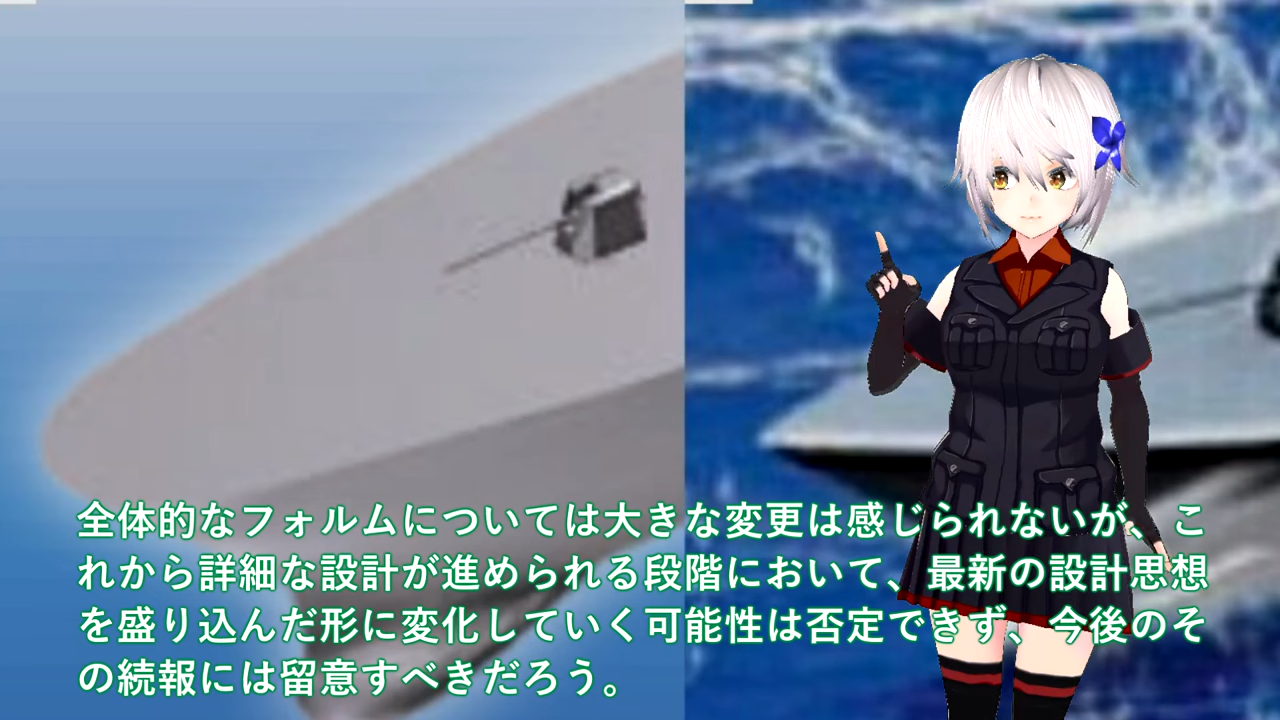 全体的なフォルムについては大きな変更は感じられないが、こ
れから詳細な設計が進められる段階において、最新の設計思想
を盛り込んだ形に変化していく可能性は否定できず、今後のそ
の続報には留意すべきだろう。